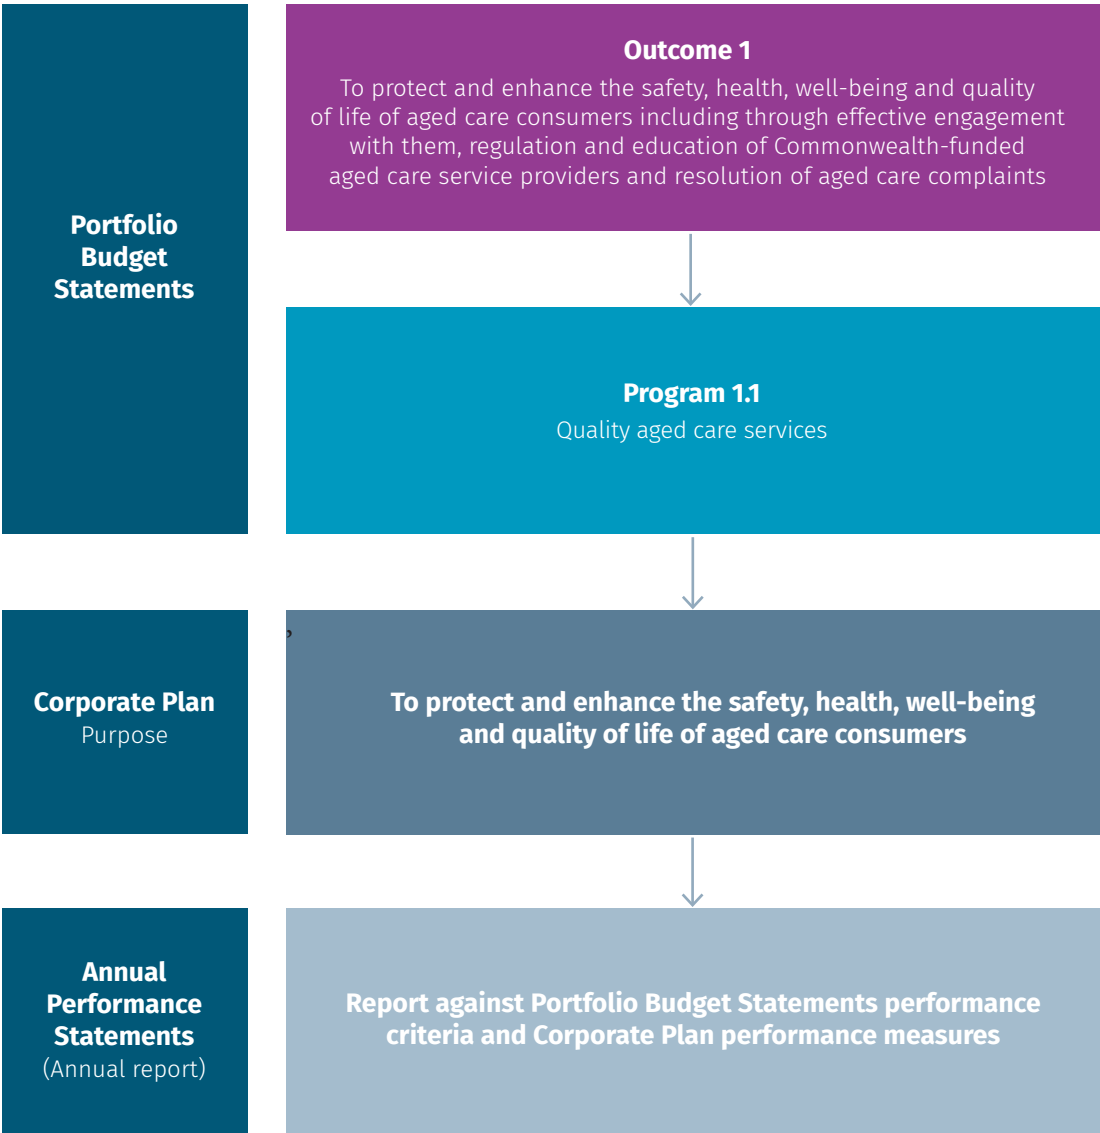 Portfolio
Budget
Statements
Outcome 1
To protect and enhance the safety, health, well-being and quality
of life of aged care consumers including through effective engagement
with them, regulation and education of Commonwealth-funded
aged care service providers and resolution of aged care complaints
Program 1.1
Quality aged care services
Corporate Plan
Purpose
,
To protect and enhance the safety, health, well-being
and quality of life of aged care consumers
Annual
Performance
Statements
(Annual report)
Report against Portfolio Budget Statements performance
criteria and Corporate Plan performance measures